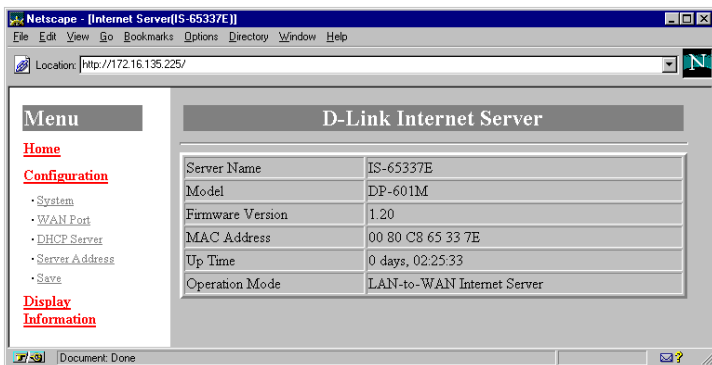 Netscape - [Internet Server(IS-65337E)]
File Edit View Go Bookmarks Options Directory Window Help
Location: http://172.16.135.225/
N
Menu
Home
Configuration
· System
· WAN Port
· DHCP Server
· Server Address
· Save
Display
Information
D-Link Internet Server
Server Name IS-65337E
Model DP-601M
Firmware Version 1.20
MAC Address 00 80 C8 65 33 7E
Up Time 0 days, 02:25:33
Operation Mode LAN-to-WAN Internet Server
Document: Done